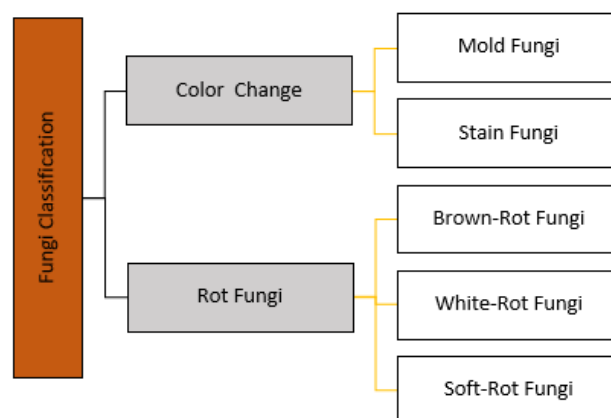 Fungi Classification
Color Change
Mold Fungi
Stain Fungi
Rot Fungi
Brown-Rot Fungi
White-Rot Fungi
Soft-Rot Fungi